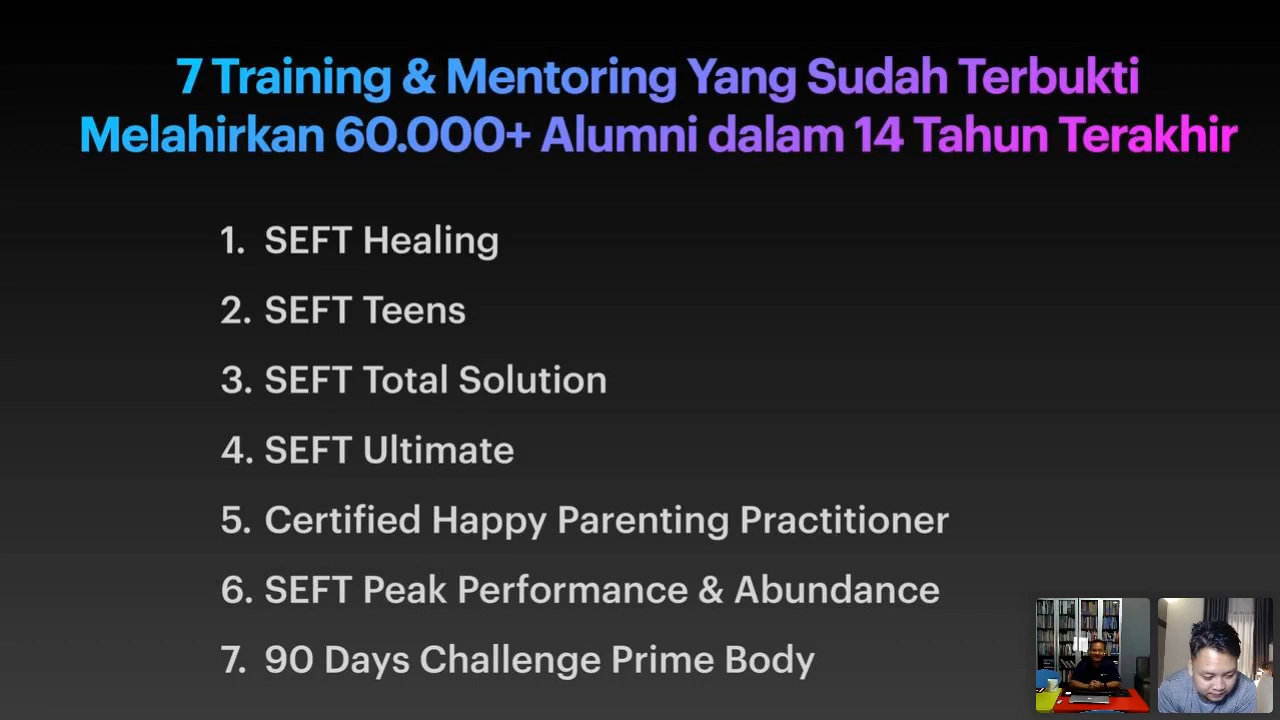 7 Training & Mentoring Yang Sudah Terbukti
Melahirkan 60.000+ Alumni dalam 14 Tahun Terakhir
1. SEFT Healing
2. SEFT Teens
3. SEFT Total Solution
4. SEFT Ultimate
5. Certified Happy Parenting Practitioner
6. SEFT Peak Performance & Abundance
7. 90 Days Challenge Prime Body